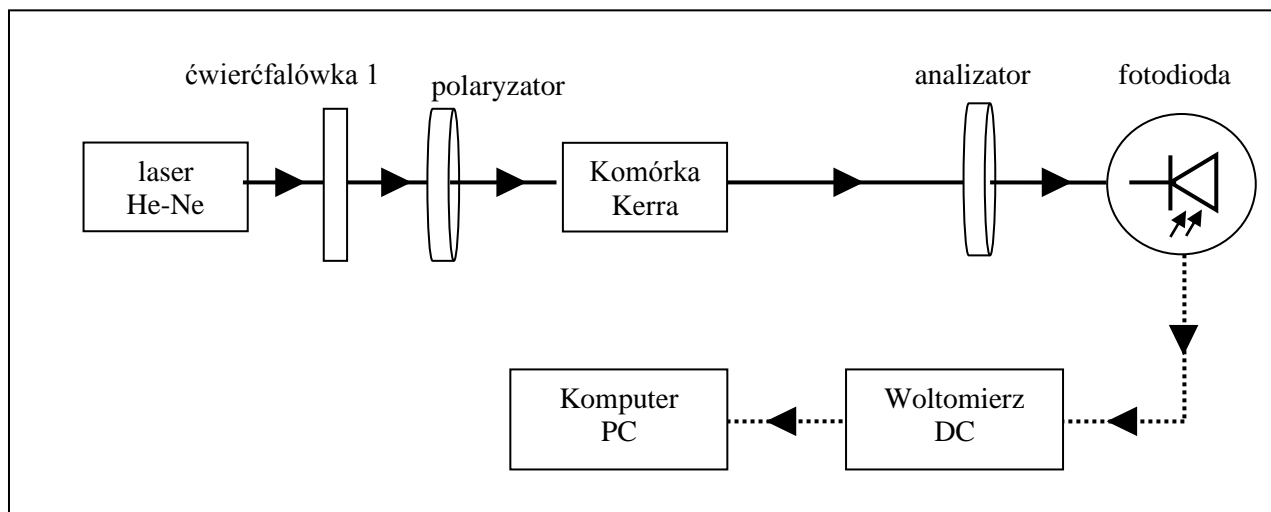 ćwierćfalówka 1
polaryzator
analizator
fotodioda
laser
He-Ne
Komórka
Kerra
Komputer
PC
Woltomierz
DC